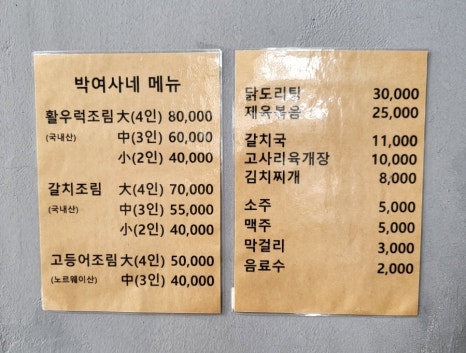 박여사네 메뉴
활우럭조림 大(4인) 80,000
(국내산) 中(3인) 60,000
小(2인) 40,000
갈치조림 大(4인) 70,000
(국내산) 中(3인) 55,000
小(2인) 40,000
고등어조림 大(4인) 50,000
(노르웨이산) 中(3인) 40,000
닭도리틱 30,000
제육볶음 25,000
갈치국 11,000
고사리육개장 10,000
김치찌개 8,000
소주 5,000
맥주 5,000
막걸리 3,000
음료수 2,000